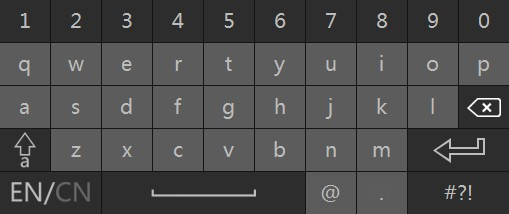 1 2 3 4 5 6 7 8 9 0
q w e r t y u i o p
a s d f g h j k l
a z x c v b n m
EN/CN @ . #?!